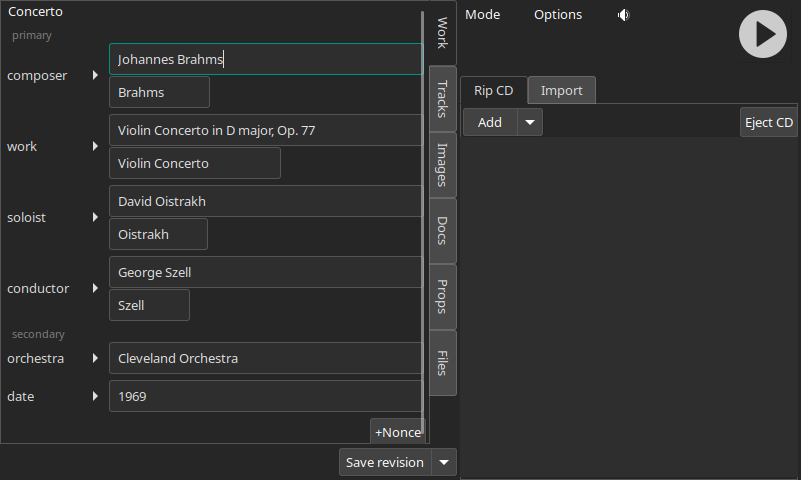 Concerto
primary
composer
Johannes Brahms
Brahms
work
Violin Concerto in D major, Op. 77
Violin Concerto
soloist
David Oistrakh
Oistrakh
conductor
George Szell
Szell
secondary
orchestra
Cleveland Orchestra
date
1969
+Nonce
Save revision
Work
Tracks
Images
Docs
Props
Files
Mode Options
Rip CD Import
Add Eject CD